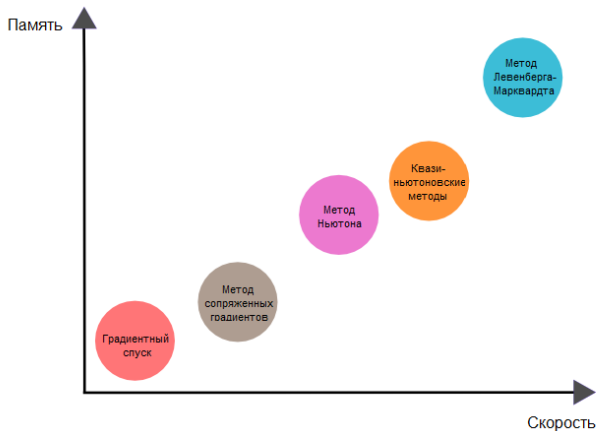 Память
Метод
Левенберга-
Марквардта
Квази-
ньютоновские
методы
Метод
Ньютона
Метод
сопряженных
градиентов
Градиентный
спуск
Скорость